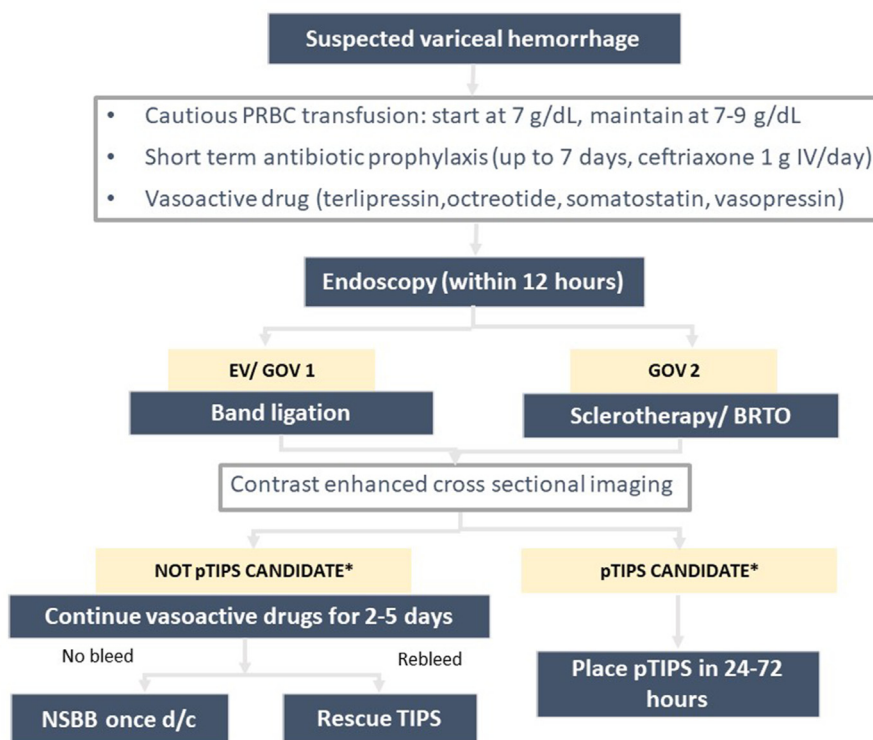 Suspected variceal hemorrhage
• Cautious PRBC transfusion: start at 7 g/dL, maintain at 7-9 g/dL
• Short term antibiotic prophylaxis (up to 7 days, ceftriaxone 1 g IV/day)
• Vasoactive drug (terlipressin,octreotide, somatostatin, vasopressin)
Endoscopy (within 12 hours)
EV/ GOV 1
Band ligation
GOV 2
Sclerotherapy/ BRTO
Contrast enhanced cross sectional imaging
NOT pTIPS CANDIDATE*
Continue vasoactive drugs for 2-5 days
No bleed
Rebleed
NSBB once d/c
Rescue TIPS
pTIPS CANDIDATE*
Place pTIPS in 24-72
hours